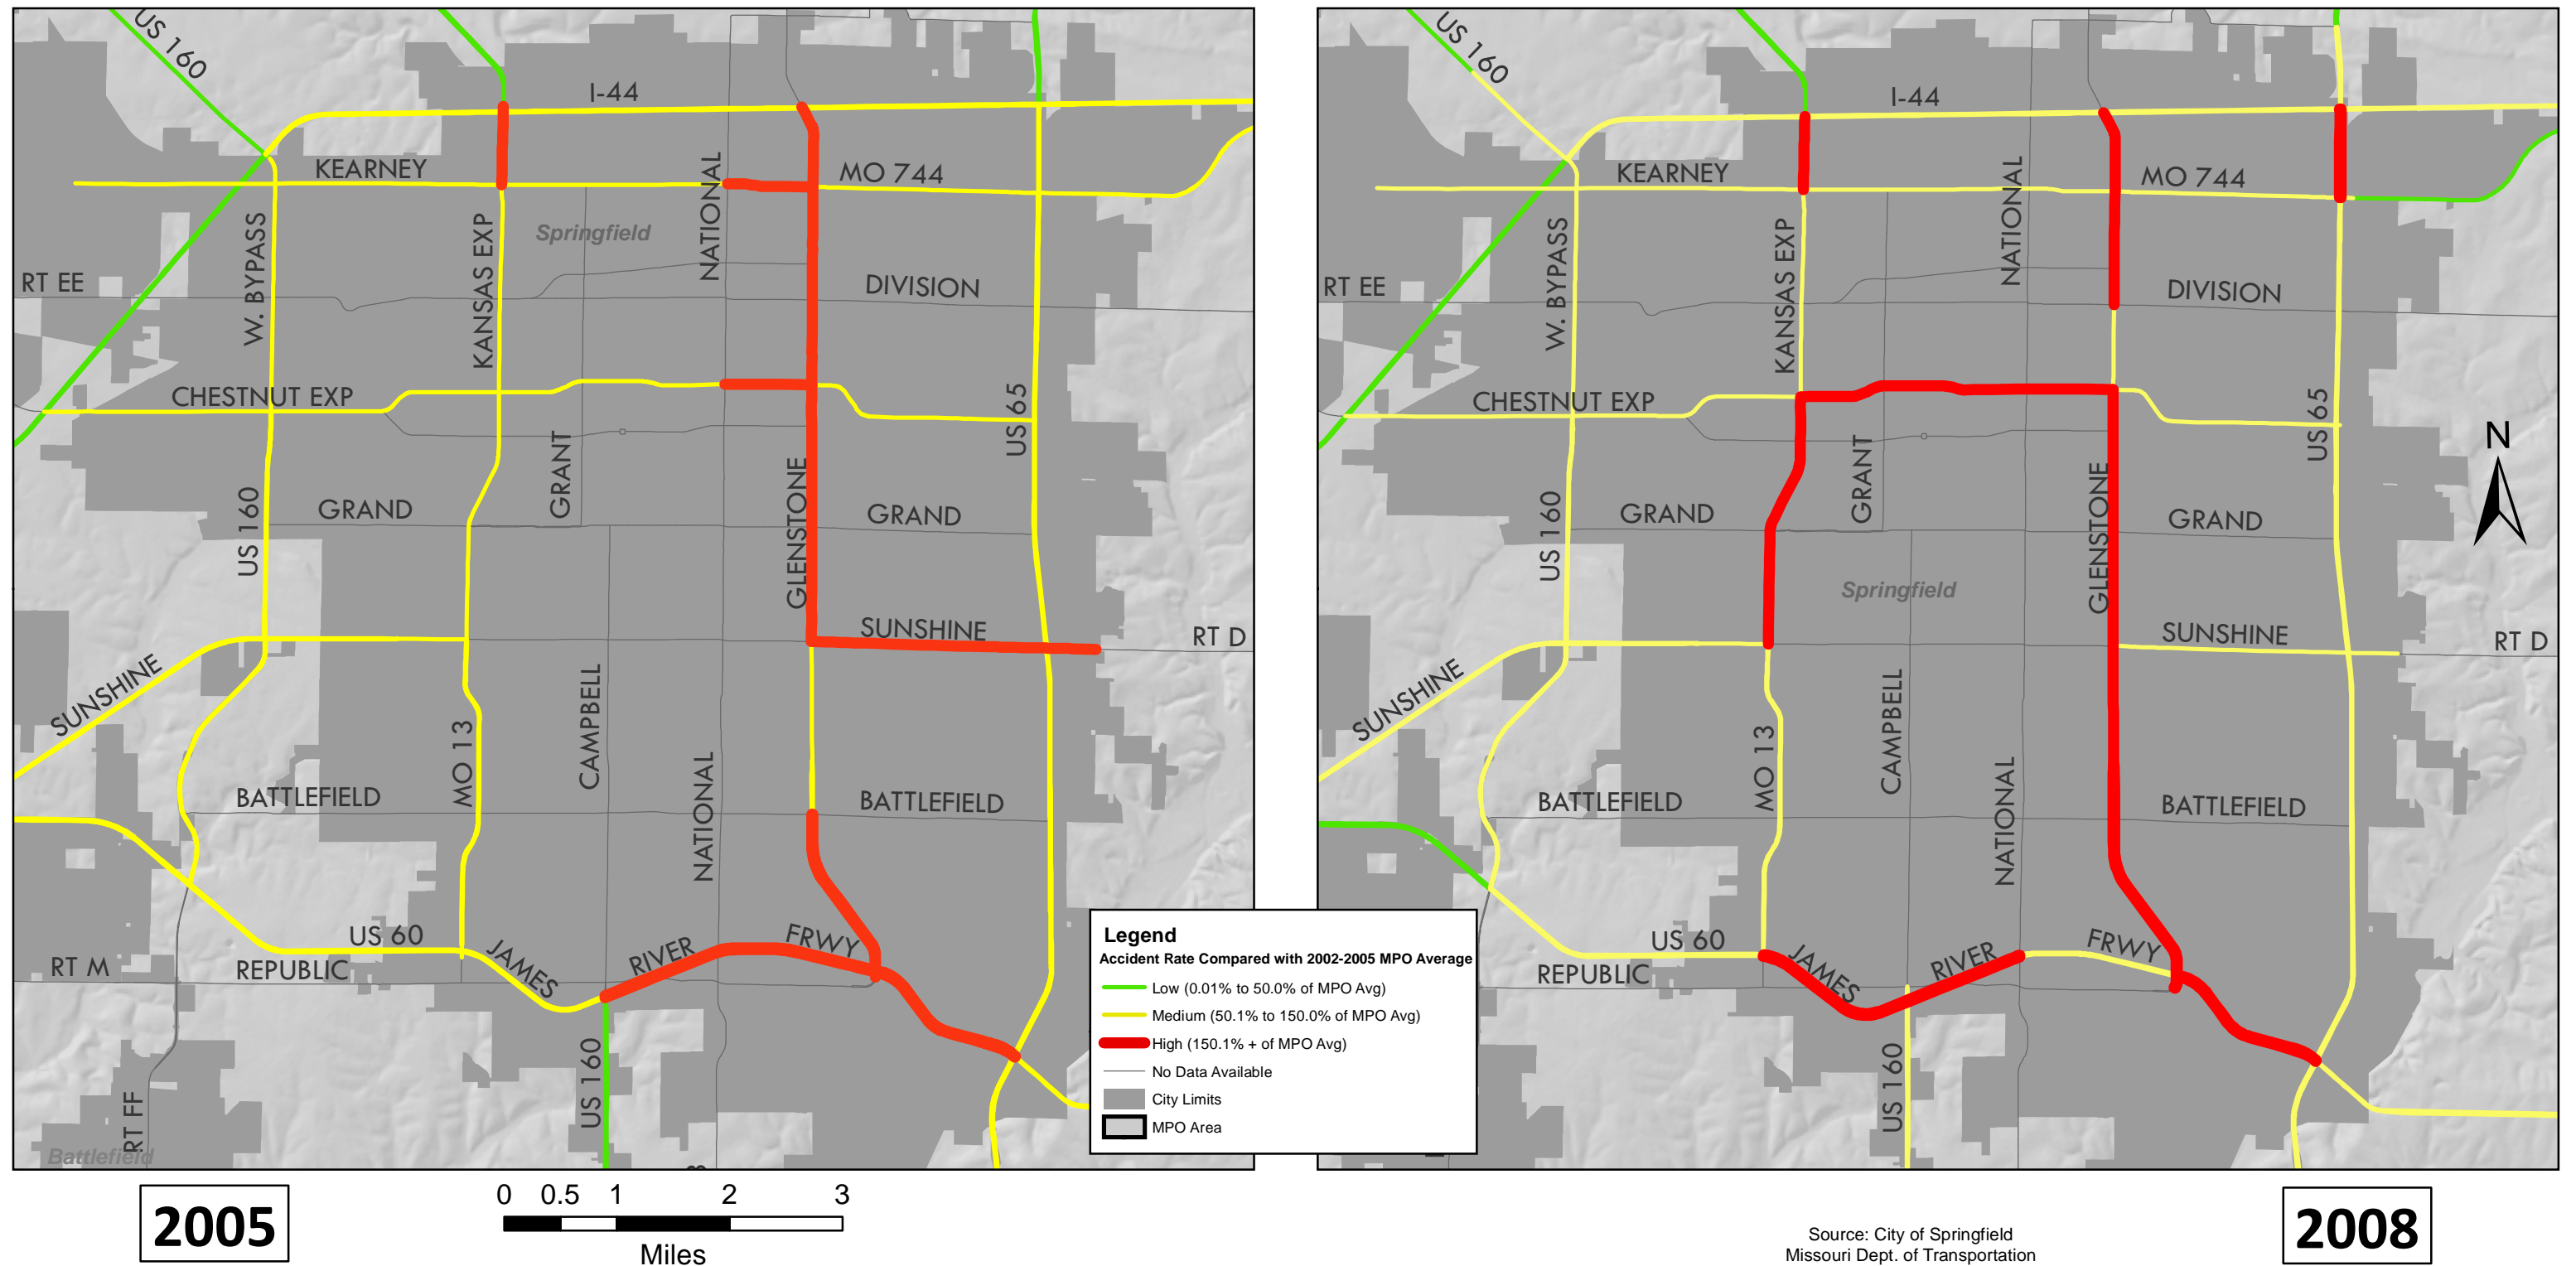 US 160
I-44
KEARNEY
MO 744
NATIONAL
W. BYPASS
KANSAS EXP
Springfield
RT EE
DIVISION
CHESTNUT EXP
US 65
GRANT
GLENSTONE
US 160
GRAND
GRAND
SUNSHINE
RT D
SUNSHINE
CAMPBELL
MO 13
NATIONAL
BATTLEFIELD
BATTLEFIELD
US 60
JAMES
RIVER
FRWY
RT M
REPUBLIC
US 160
RT FF
Battlefield
US 160
I-44
KEARNEY
MO 744
NATIONAL
W. BYPASS
KANSAS EXP
RT EE
DIVISION
CHESTNUT EXP
US 65
N
GRANT
GLENSTONE
US 160
GRAND
GRAND
Springfield
SUNSHINE
RT D
SUNSHINE
CAMPBELL
MO 13
NATIONAL
BATTLEFIELD
BATTLEFIELD
US 60
JAMES
RIVER
FRWY
REPUBLIC
US 160
Legend
Accident Rate Compared with 2002-2005 MPO Average
Low (0.01% to 50.0% of MPO Avg)
Medium (50.1% to 150.0% of MPO Avg)
High (150.1% + of MPO Avg)
No Data Available
City Limits
MPO Area
2005
0 0.5 1 2 3
Miles
Source: City of Springfield
Missouri Dept. of Transportation
2008